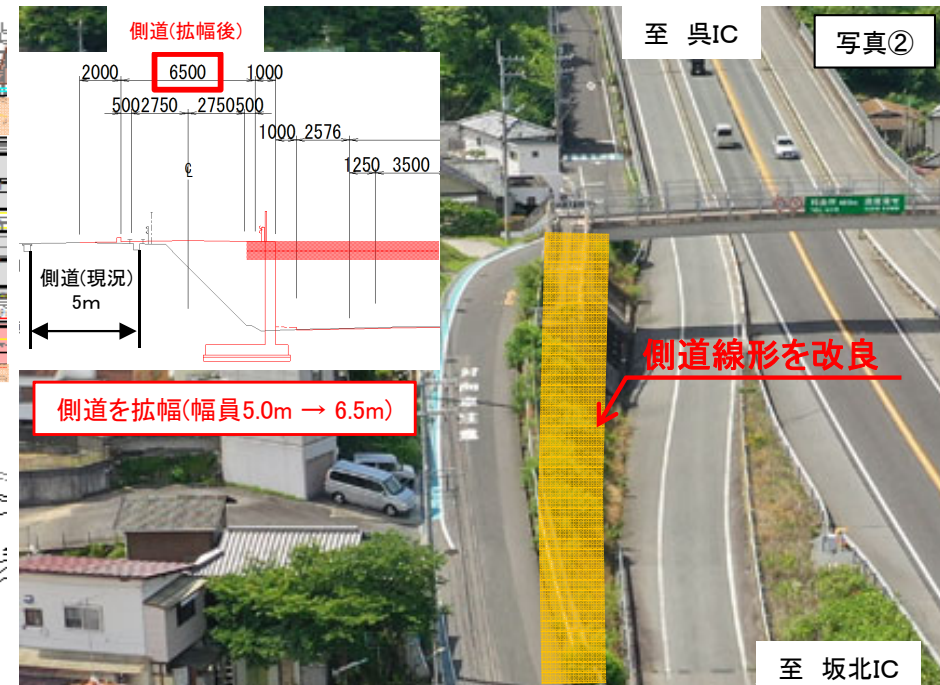 側道(拡幅後)
2000 6500 1000
500 2750 2750 500
1000 2576
1250 3500
℄
側道(現況)
5m
側道を拡幅(幅員5.0m → 6.5m)
至 呉IC
写真②
側道線形を改良
至 坂北IC